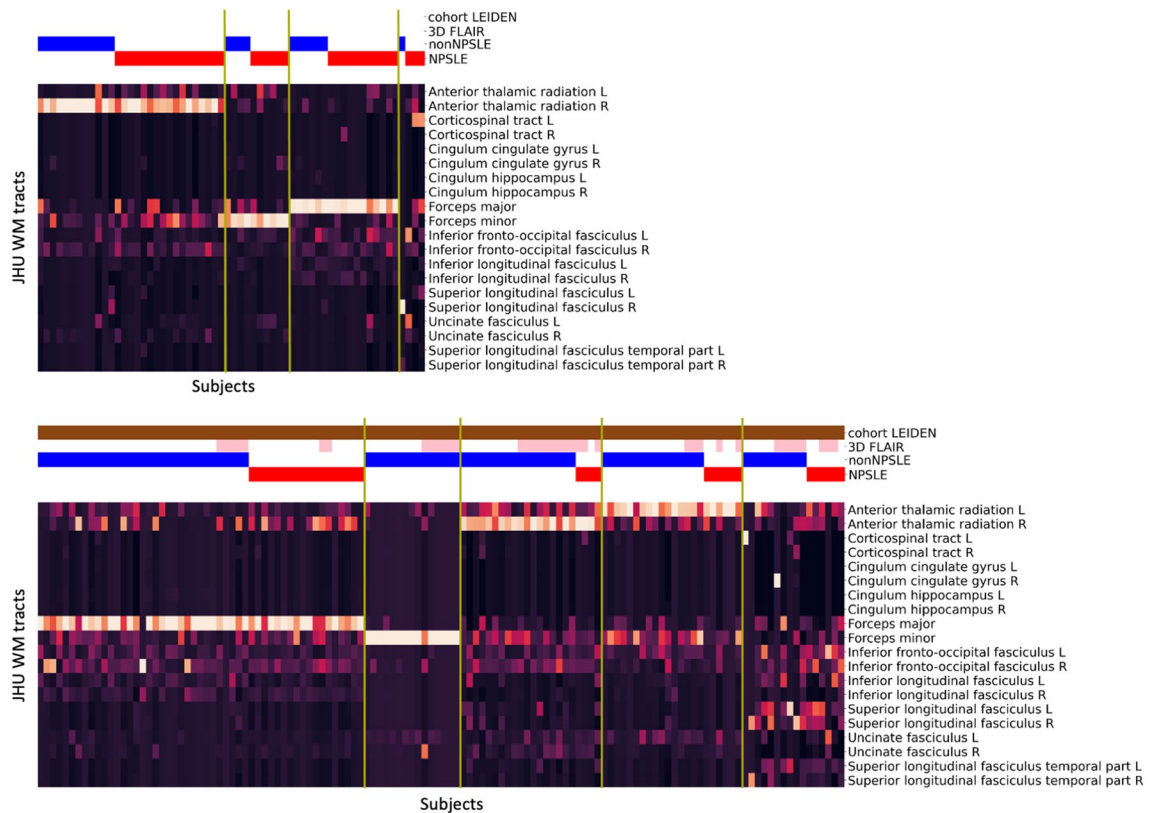 cohort LEIDEN
3D FLAIR
nonNPSLE
NPSLE
JHU WM tracts
Anterior thalamic radiation L
Anterior thalamic radiation R
Corticospinal tract L
Corticospinal tract R
Cingulum cingulate gyrus L
Cingulum cingulate gyrus R
Cingulum hippocampus L
Cingulum hippocampus R
Forceps major
Forceps minor
Inferior fronto-occipital fasciculus L
Inferior fronto-occipital fasciculus R
Inferior longitudinal fasciculus L
Inferior longitudinal fasciculus R
Superior longitudinal fasciculus L
Superior longitudinal fasciculus R
Uncinate fasciculus L
Uncinate fasciculus R
Superior longitudinal fasciculus temporal part L
Superior longitudinal fasciculus temporal part R
Subjects
cohort LEIDEN
3D FLAIR
nonNPSLE
NPSLE
JHU WM tracts
Anterior thalamic radiation L
Anterior thalamic radiation R
Corticospinal tract L
Corticospinal tract R
Cingulum cingulate gyrus L
Cingulum cingulate gyrus R
Cingulum hippocampus L
Cingulum hippocampus R
Forceps major
Forceps minor
Inferior fronto-occipital fasciculus L
Inferior fronto-occipital fasciculus R
Inferior longitudinal fasciculus L
Inferior longitudinal fasciculus R
Superior longitudinal fasciculus L
Superior longitudinal fasciculus R
Uncinate fasciculus L
Uncinate fasciculus R
Superior longitudinal fasciculus temporal part L
Superior longitudinal fasciculus temporal part R
Subjects